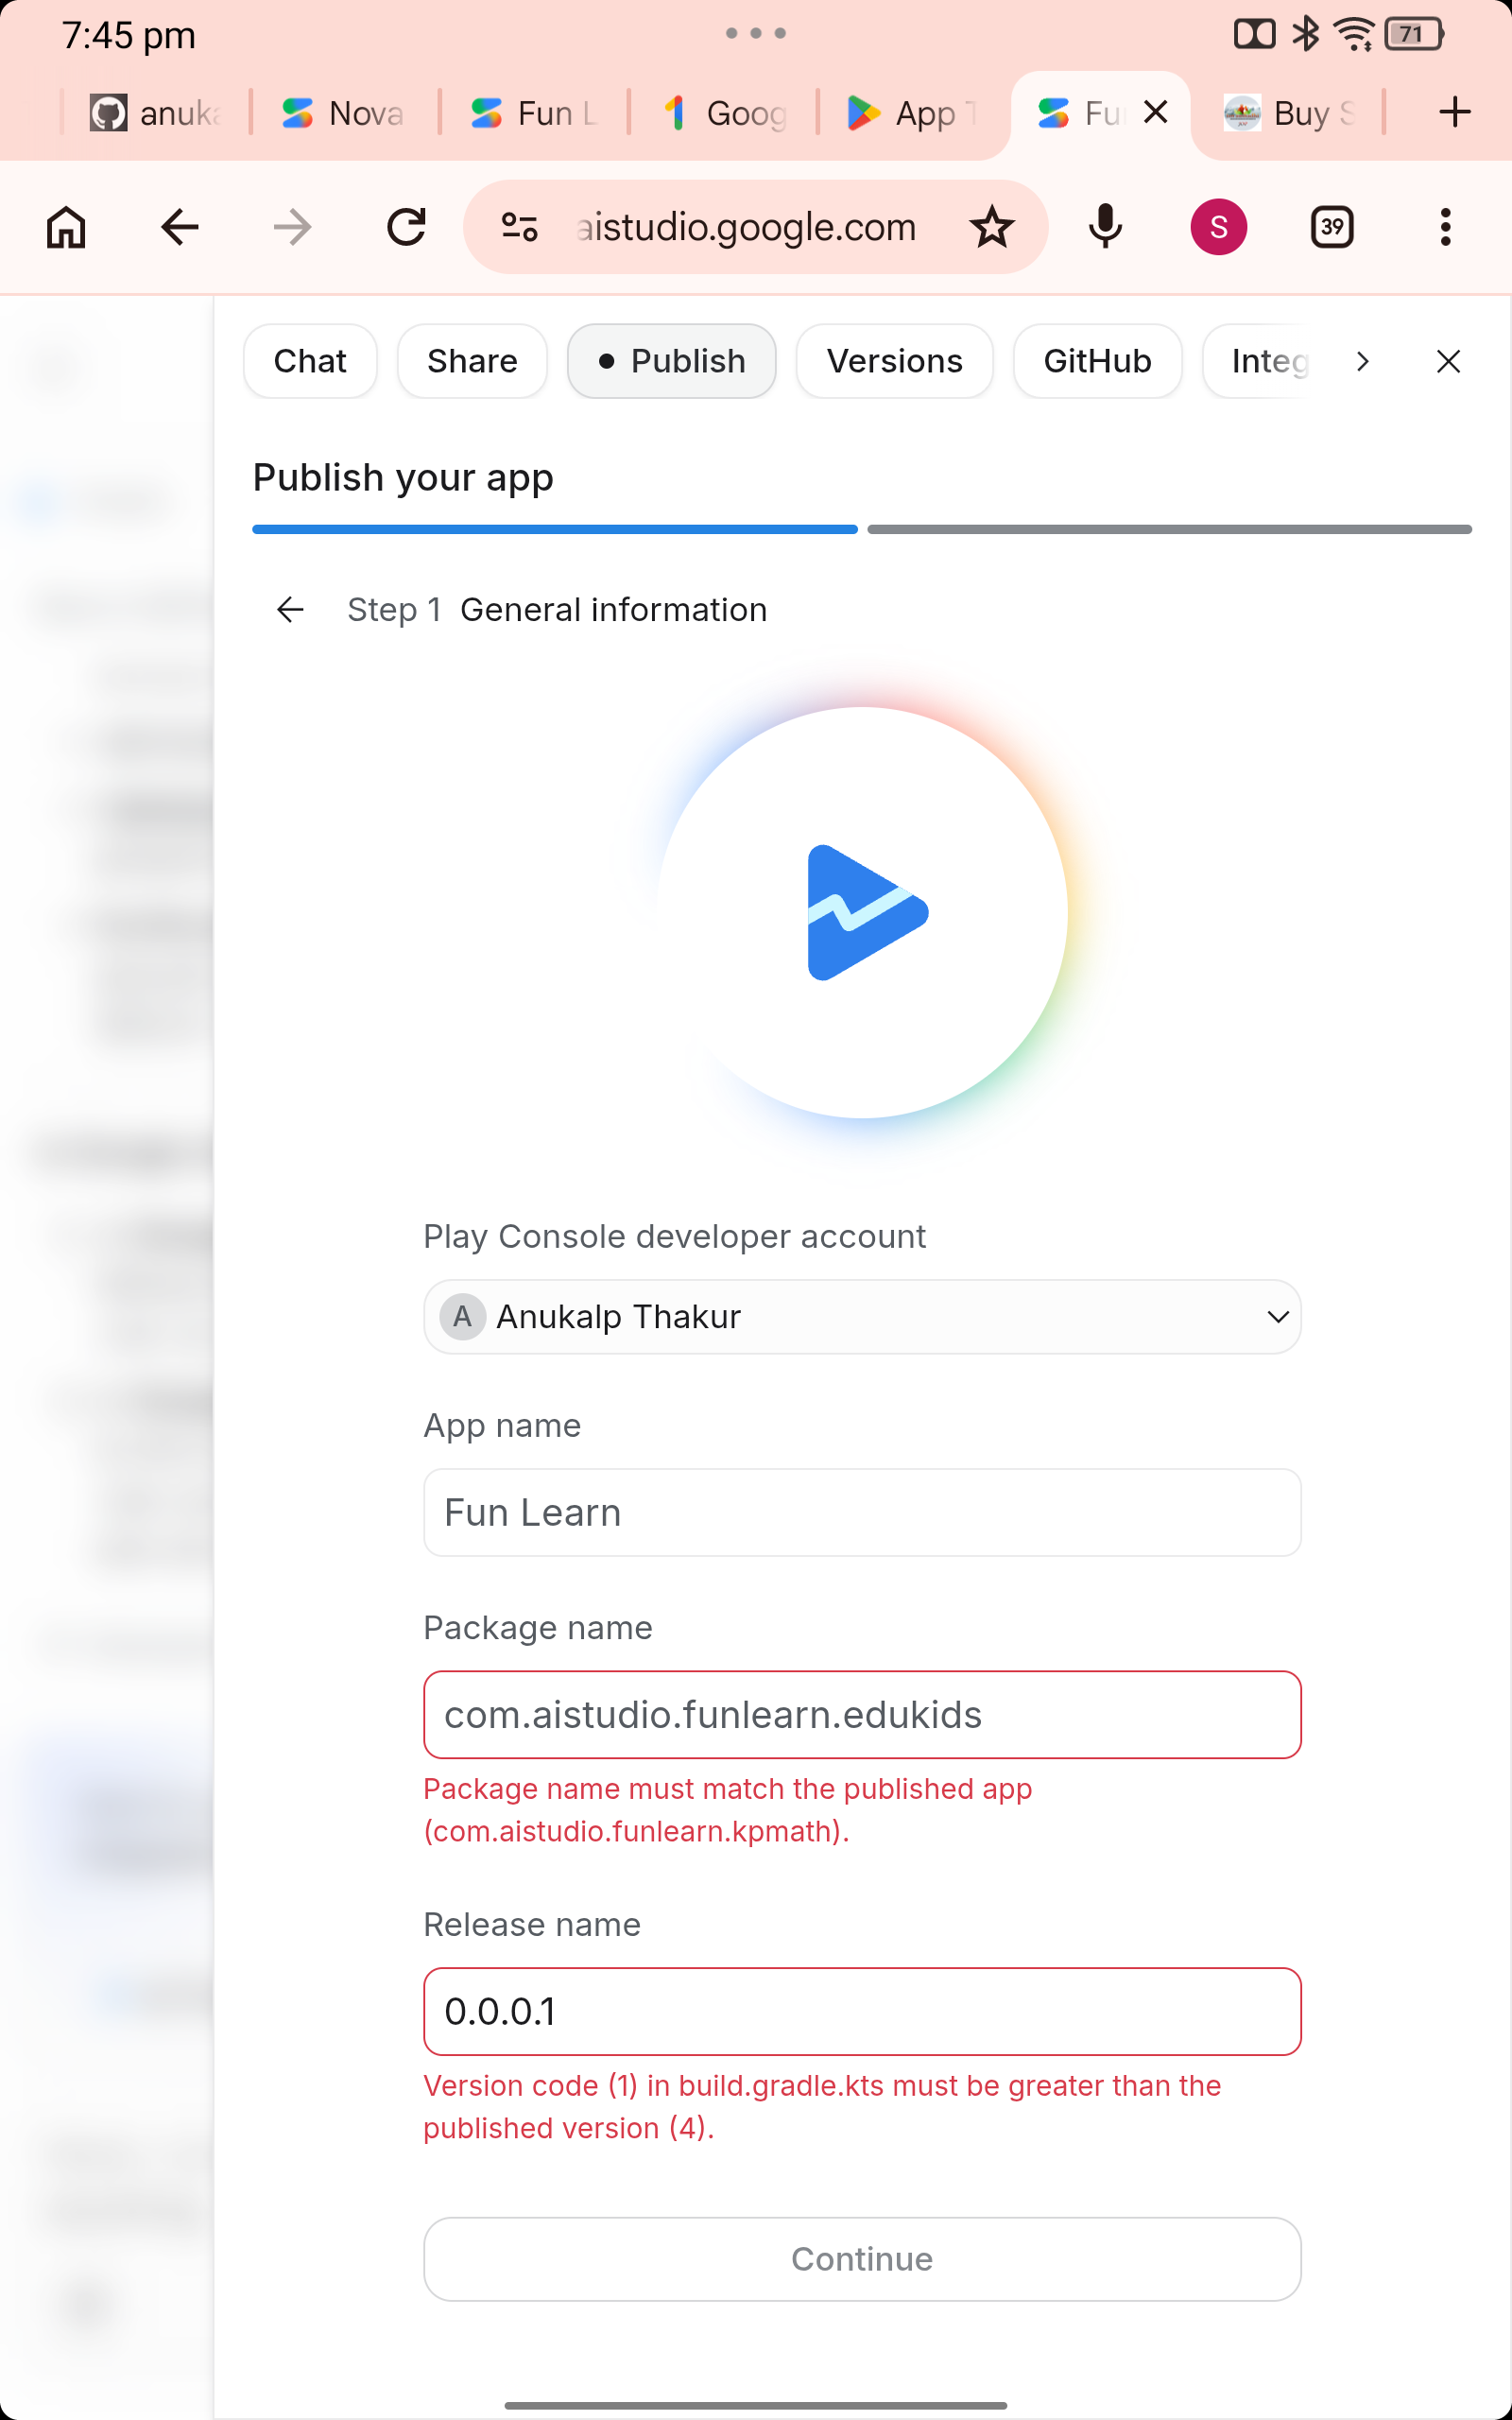 7:45 pm
71
anuka
Nova
Fun L
Goog
App T
Fu
Buy S
aistudio.google.com
S
39
Chat
Share
Publish
Versions
GitHub
Integ
Publish your app
Step 1 General information
Play Console developer account
A Anukalp Thakur
App name
Fun Learn
Package name
com.aistudio.funlearn.edukids
Package name must match the published app
(com.aistudio.funlearn.kpmath).
Release name
0.0.0.1
Version code (1) in build.gradle.kts must be greater than the
published version (4).
Continue